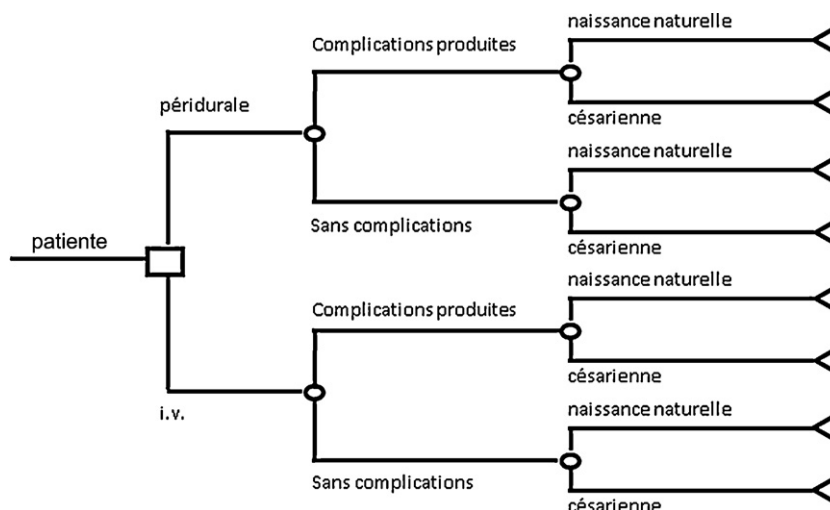 naissance naturelle
Complications produites
péridurale
césarienne
naissance naturelle
Sans complications
patiente
césarienne
naissance naturelle
Complications produites
césarienne
i.v.
naissance naturelle
Sans complications
césarienne